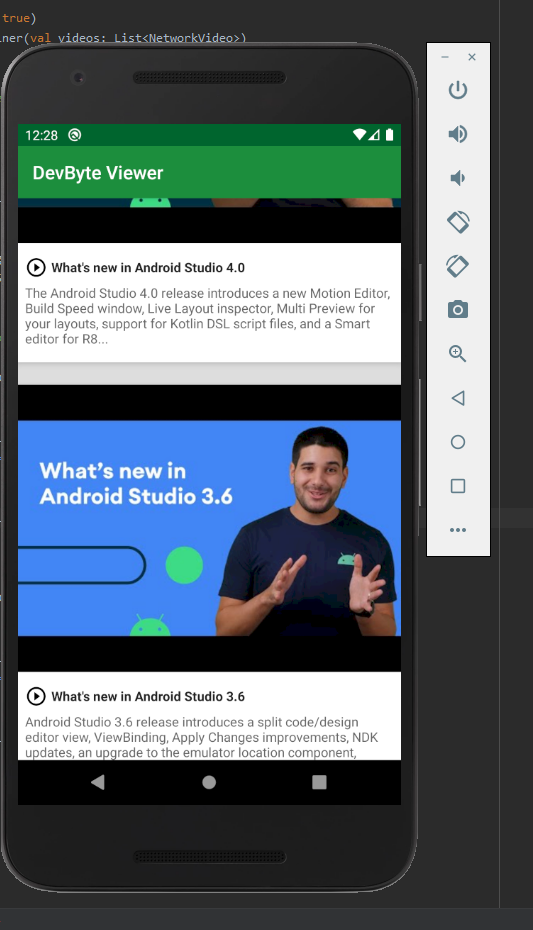 true)
iner(val videos: List<NetworkVideo>)
12:28
DevByte Viewer
What's new in Android Studio 4.0
The Android Studio 4.0 release introduces a new Motion Editor,
Build Speed window, Live Layout inspector, Multi Preview for
your layouts, support for Kotlin DSL script files, and a Smart
editor for R8...
What's new in
Android Studio 3.6
What's new in Android Studio 3.6
Android Studio 3.6 release introduces a split code/design
editor view, ViewBinding, Apply Changes improvements, NDK
updates, an upgrade to the emulator location component,